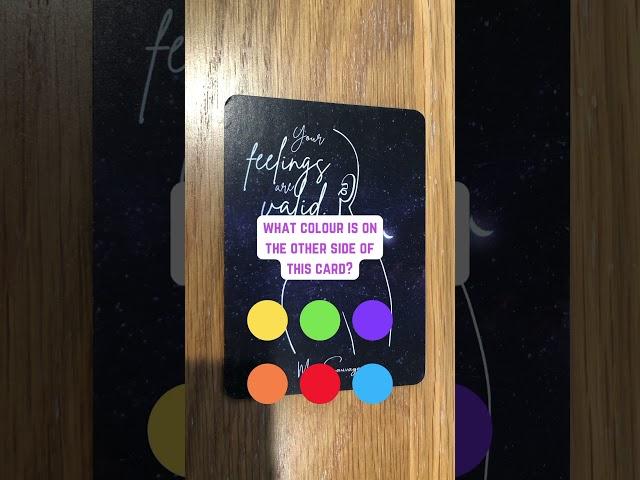 Your
feelings
are
valid
WHAT COLOUR IS ON
THE OTHER SIDE OF
THIS CARD?